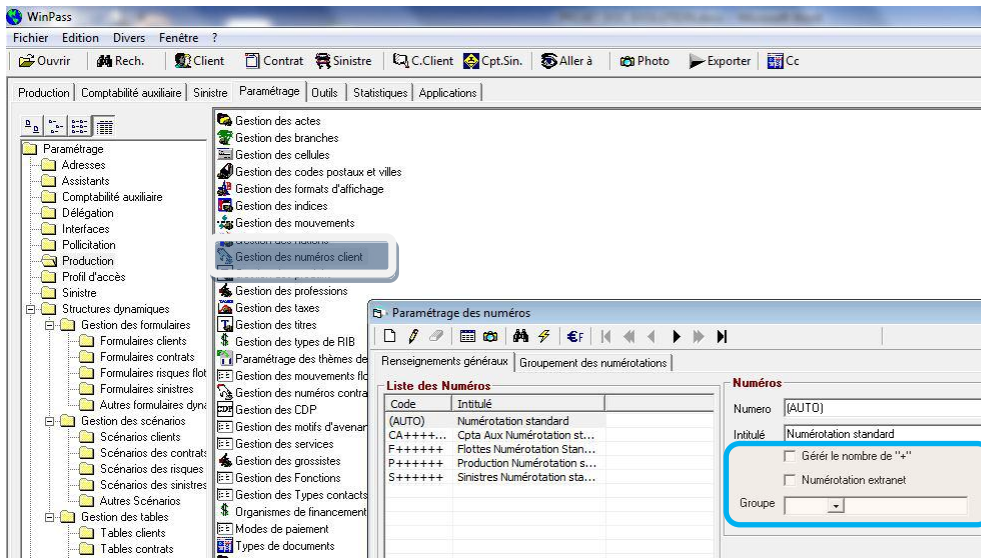 WinPass
Fichier Edition Divers Fenêtre ?
Ouvrir Rech. Client Contrat Sinistre C.Client Cpt.Sin. Aller à Photo Exporter Cc
Production Comptabilité auxiliaire Sinistre Paramétrage Outils Statistiques Applications
Paramétrage
Adresses
Assistants
Comptabilité auxiliaire
Délégation
Interfaces
Pollicitation
Production
Profil d'accès
Sinistre
Structures dynamiques
Gestion des formulaires
Formulaires clients
Formulaires contrats
Formulaires risques flot
Formulaires sinistres
Autres formulaires dyna
Gestion des scénarios
Scénarios clients
Scénarios des contrats
Scénarios des risques
Scénarios des sinistres
Autres Scénarios
Gestion des tables
Tables clients
Tables contrats
Gestion des actes
Gestion des branches
Gestion des cellules
Gestion des codes postaux et villes
Gestion des formats d'affichage
Gestion des indices
Gestion des mouvements
Gestion des nations
Gestion des numéros client
Gestion des professions
Gestion des taxes
Gestion des titres
Gestion des types de RIB
Paramétrage des thèmes de
Gestion des mouvements flo
Gestion des numéros contra
Gestion des CDP
Gestion des motifs d'avenar
Gestion des services
Gestion des grossistes
Gestion des Fonctions
Gestion des Types contacts
Organismes de financement
Modes de paiement
Types de documents
Paramétrage des numéros
€F
Renseignements généraux Groupement des numérotations
Liste des Numéros
Code Intitulé
(AUTO) Numérotation standard
CA++++... Cpta Aux Numérotation st...
F++++++ Flottes Numérotation Stan...
P++++++ Production Numérotation s...
S++++++ Sinistres Numérotation sta...
Numéros
Numero (AUTO)
Intitulé Numérotation standard
Gérér le nombre de "+"
Numérotation extranet
Groupe